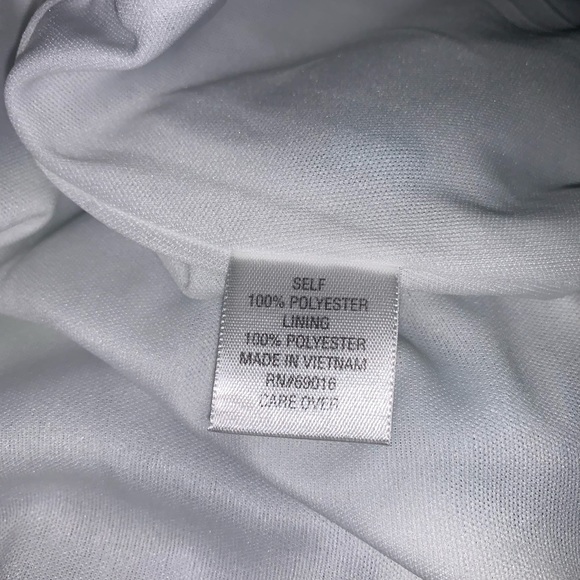 SELF
100% POLYESTER
LINING
100% POLYESTER
MADE IN VIETNAM
RN#69016
CARE OVER